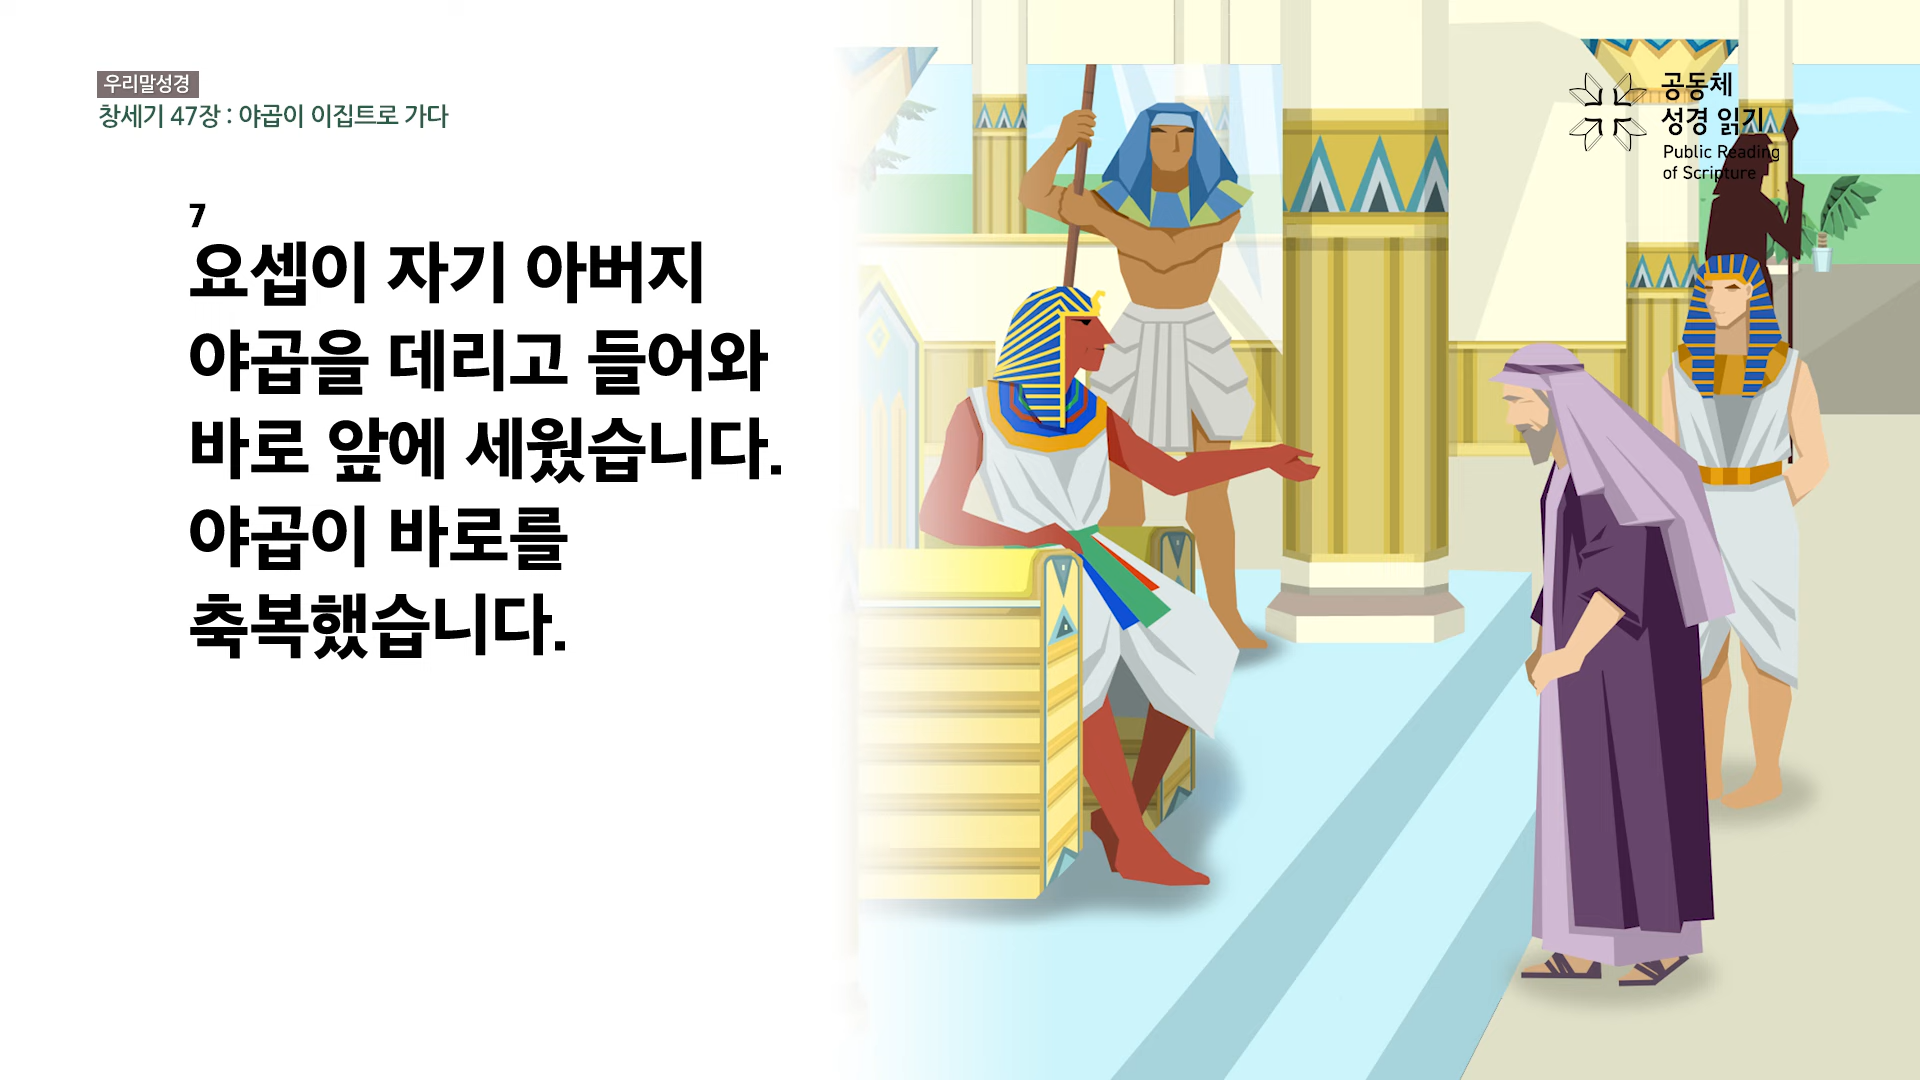 우리말성경
창세기 47장 : 야곱이 이집트로 가다
7
요셉이 자기 아버지
야곱을 데리고 들어와
바로 앞에 세웠습니다.
야곱이 바로를
축복했습니다.
공동체
성경 읽기
Public Reading
of Scripture